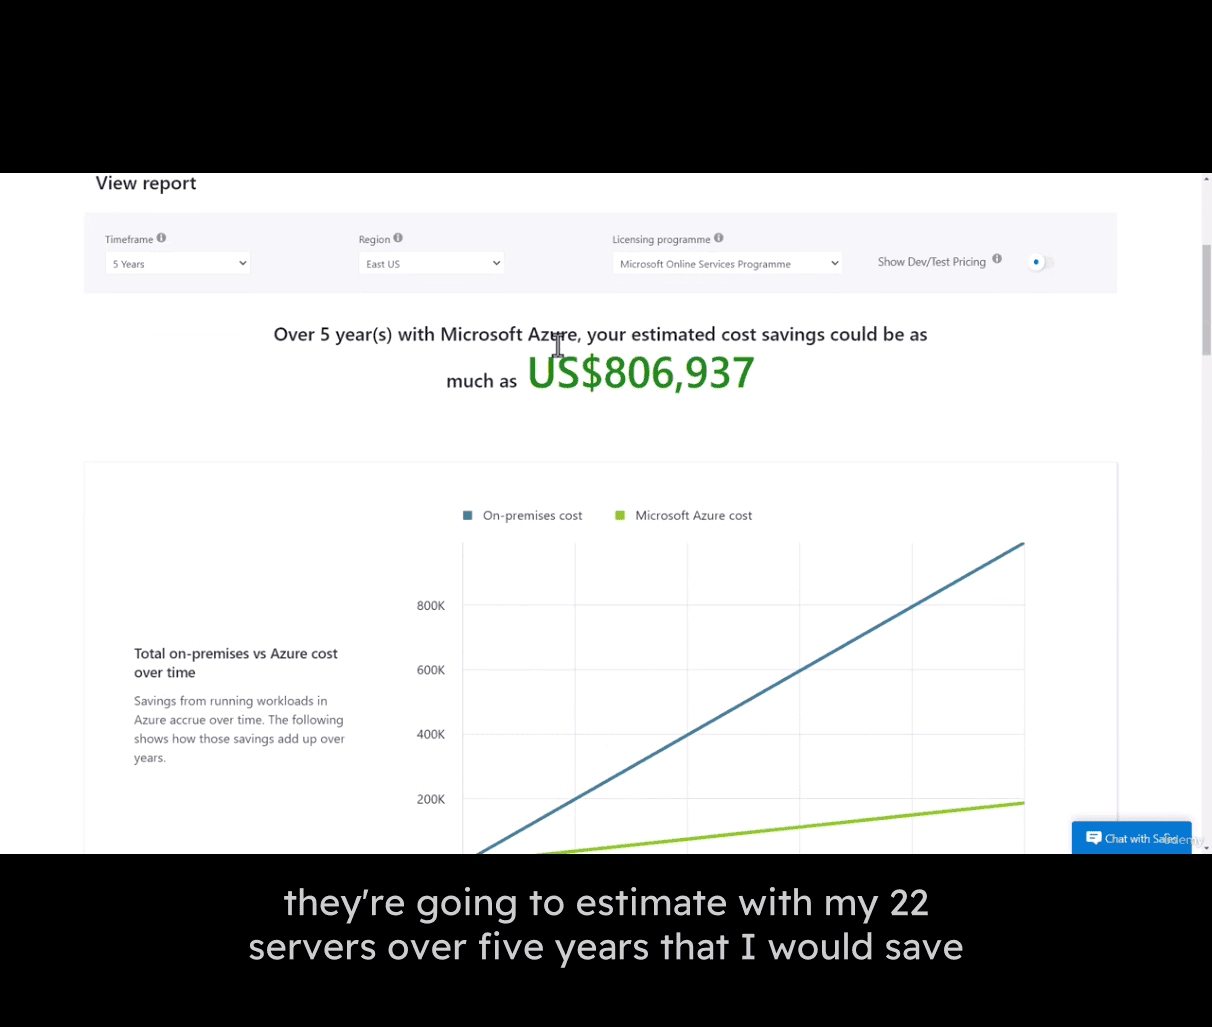 View report
Timeframe
Region
Licensing programme
5 Years
East US
Microsoft Online Services Programme
Show Dev/Test Pricing
Over 5 year(s) with Microsoft Azure, your estimated cost savings could be as
much as US$806,937
On-premises cost
Microsoft Azure cost
800K
600K
400K
200K
Total on-premises vs Azure cost
over time
Savings from running workloads in
Azure accrue over time. The following
shows how those savings add up over
years.
Chat with Sales
Udemy
they're going to estimate with my 22
servers over five years that I would save